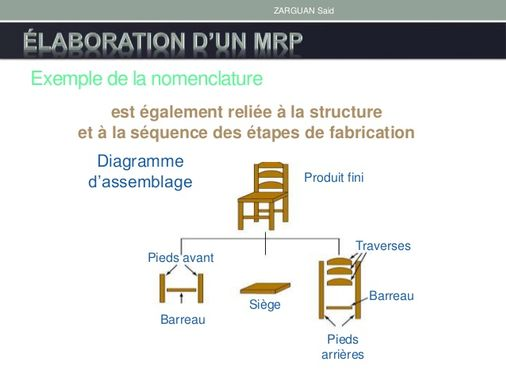 ZARGUAN Said
ÉLABORATION D'UN MRP
Exemple de la nomenclature
est également reliée à la structure
et à la séquence des étapes de fabrication
Diagramme
d'assemblage
Produit fini
Pieds avant
Barreau
Siège
Traverses
Barreau
Pieds
arrières